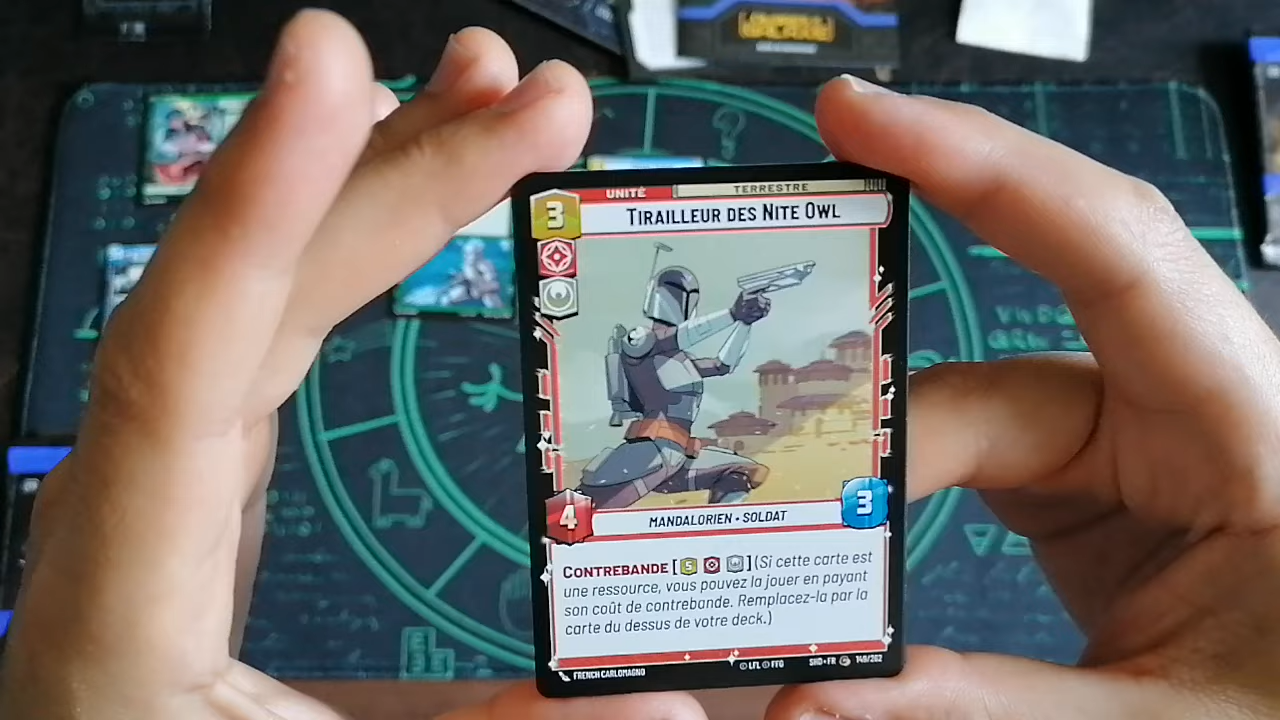 UNITÉ
TERRESTRE
3
TIRAILLEUR DES NITE OWL
4
3
MANDALORIEN • SOLDAT
CONTREBANDE [5](Si cette carte est
une ressource, vous pouvez la jouer en payant
son coût de contrebande. Remplacez-la par la
carte du dessus de votre deck.)
FRENCH CARLOMAGNO
© LFL © FFG
SHD • FR C 149/262